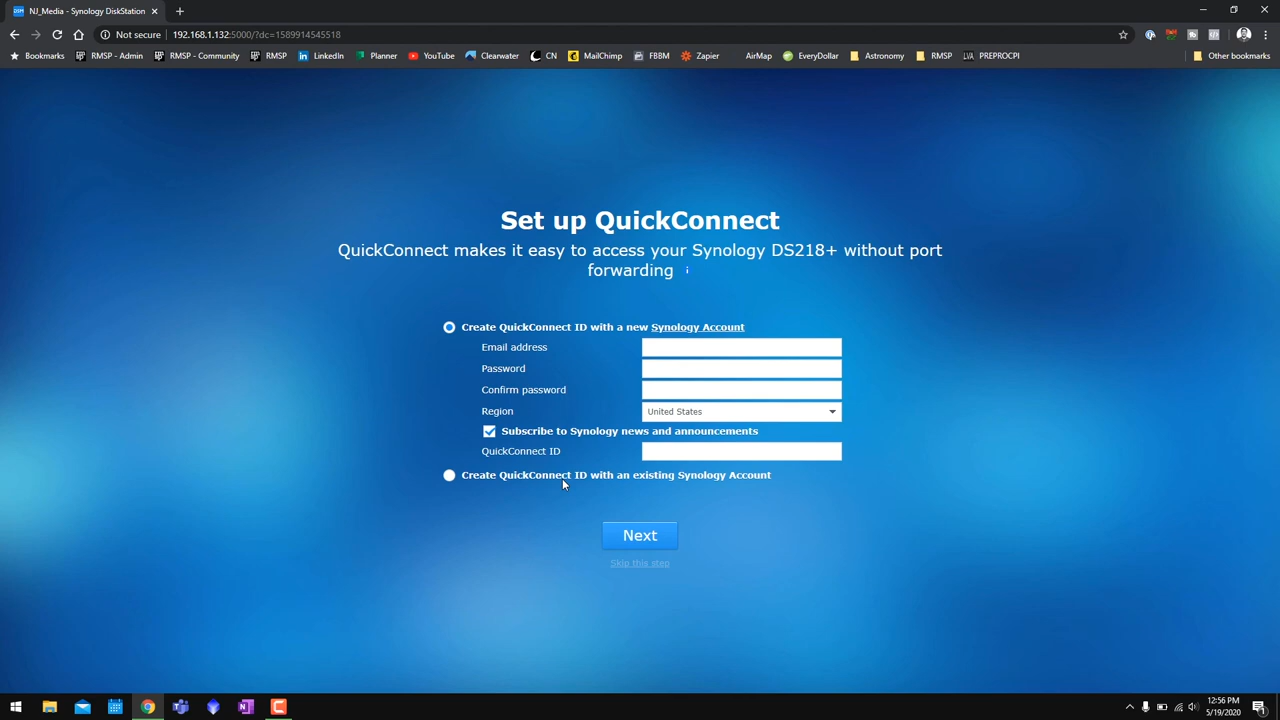 DSM NJ_Media - Synology DiskStation
Not secure 192.168.1.132:5000/?dc=1589914545518
Bookmarks RMSP - Admin RMSP - Community RMSP LinkedIn Planner YouTube Clearwater CN MailChimp FBBM Zapier AirMap EveryDollar Astronomy RMSP LVA PREPROCPI Other bookmarks
Set up QuickConnect
QuickConnect makes it easy to access your Synology DS218+ without port
forwarding i
Create QuickConnect ID with a new Synology Account
Email address
Password
Confirm password
Region United States
Subscribe to Synology news and announcements
QuickConnect ID
Create QuickConnect ID with an existing Synology Account
Next
Skip this step
12:56 PM
5/19/2020